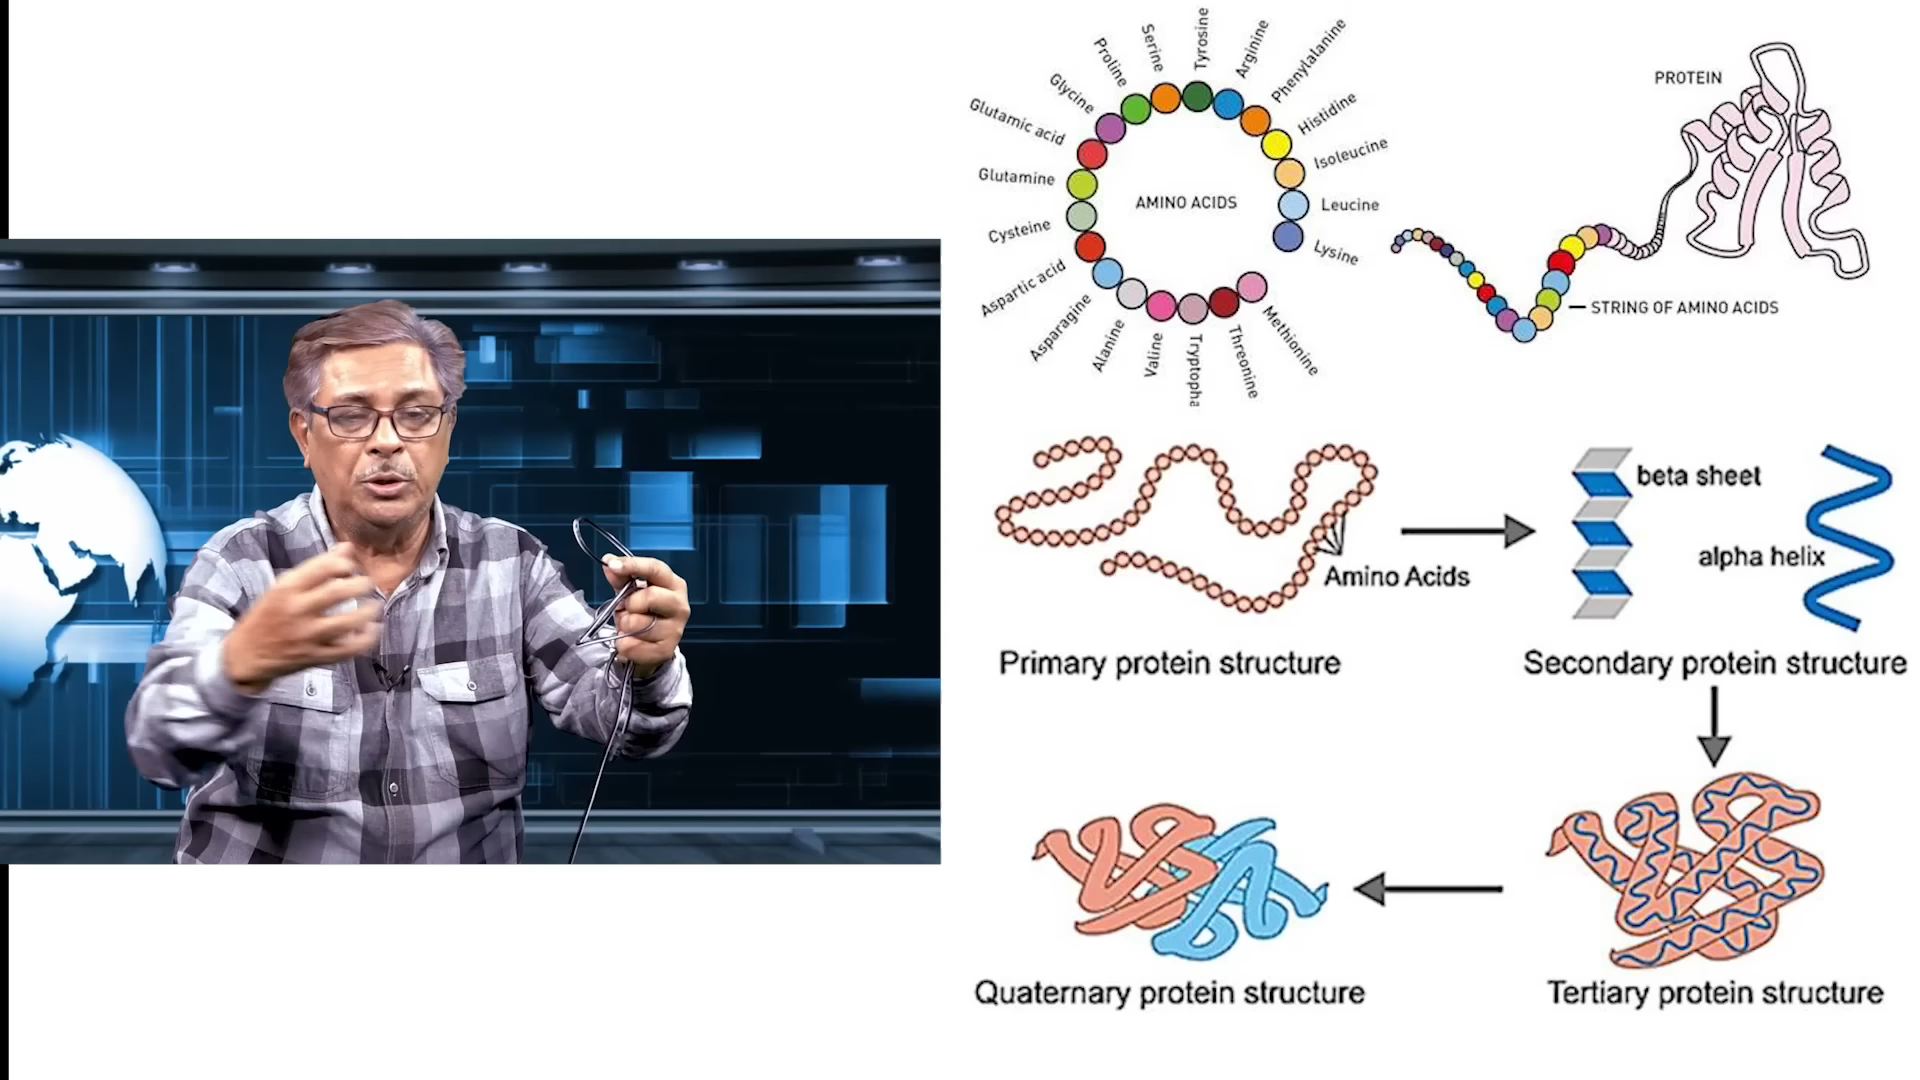 Tyrosine
Serine
Arginine
Proline
Phenylalanine
Glycine
Histidine
Glutamic acid
Isoleucine
Glutamine
AMINO ACIDS
Leucine
Cysteine
Lysine
Aspartic acid
Asparagine
Alanine
Valine
Tryptopha
Threonine
Methionine
PROTEIN
STRING OF AMINO ACIDS
Amino Acids
Primary protein structure
beta sheet
alpha helix
Secondary protein structure
Quaternary protein structure
Tertiary protein structure